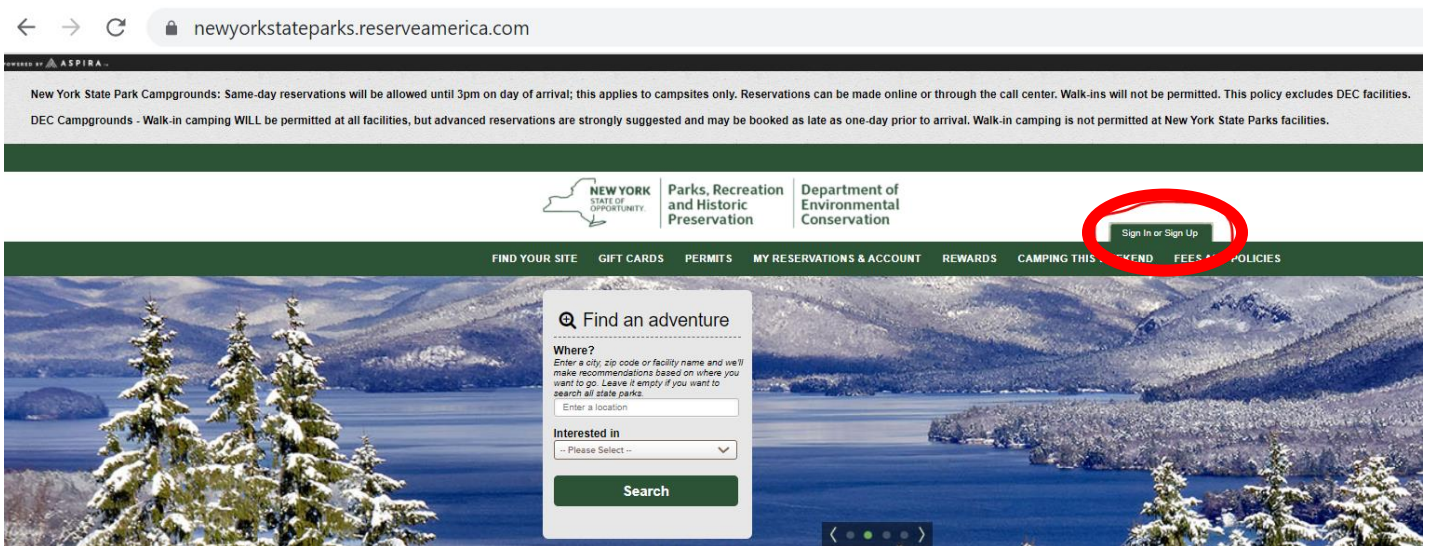 newyorkstateparks.reserveamerica.com
POWERED BY ASPIRA
New York State Park Campgrounds: Same-day reservations will be allowed until 3pm on day of arrival; this applies to campsites only. Reservations can be made online or through the call center. Walk-ins will not be permitted. This policy excludes DEC facilities.
DEC Campgrounds - Walk-in camping WILL be permitted at all facilities, but advanced reservations are strongly suggested and may be booked as late as one-day prior to arrival. Walk-in camping is not permitted at New York State Parks facilities.
NEW YORK
STATE OF
OPPORTUNITY.
Parks, Recreation
and Historic
Preservation
Department of
Environmental
Conservation
Sign In or Sign Up
FIND YOUR SITE GIFT CARDS PERMITS MY RESERVATIONS & ACCOUNT REWARDS CAMPING THIS WEEKEND FEES AND POLICIES
Find an adventure
Where?
Enter a city, zip code or facility name and we'll
make recommendations based on where you
want to go. Leave it empty if you want to
search all state parks.
Enter a location
Interested in
-- Please Select --
Search